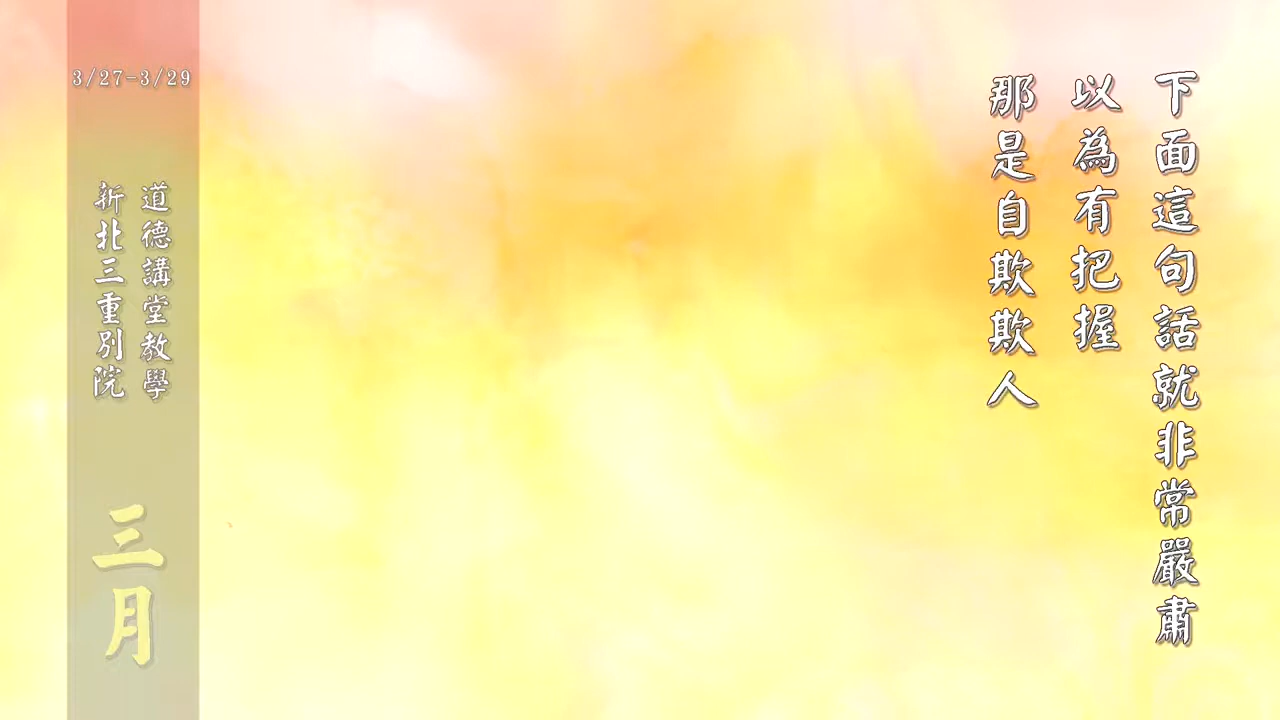 下面這句話就非常嚴肅
以為有把握
那是自欺欺人
3/27-3/29
道德講堂教學
新北三重別院
三月